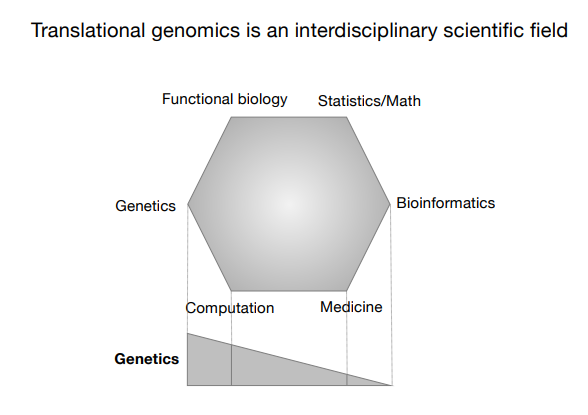 Translational genomics is an interdisciplinary scientific field
Functional biology
Statistics/Math
Genetics
Bioinformatics
Computation
Medicine
Genetics